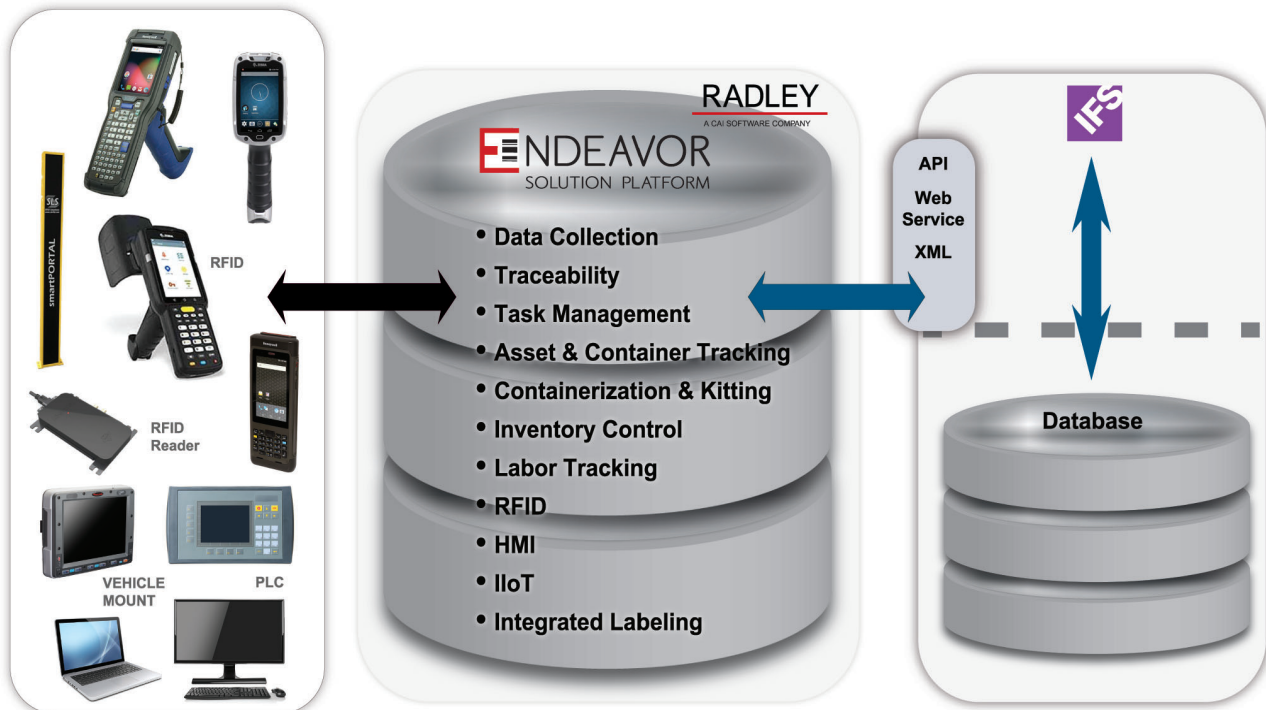 SLS
smartPORTAL
RFID
RFID
Reader
VEHICLE
MOUNT
PLC
RADLEY
A CAI SOFTWARE COMPANY
ENDEAVOR
SOLUTION PLATFORM
• Data Collection
• Traceability
• Task Management
• Asset & Container Tracking
• Containerization & Kitting
• Inventory Control
• Labor Tracking
• RFID
• HMI
• IIoT
• Integrated Labeling
API
Web
Service
XML
IFS
Database